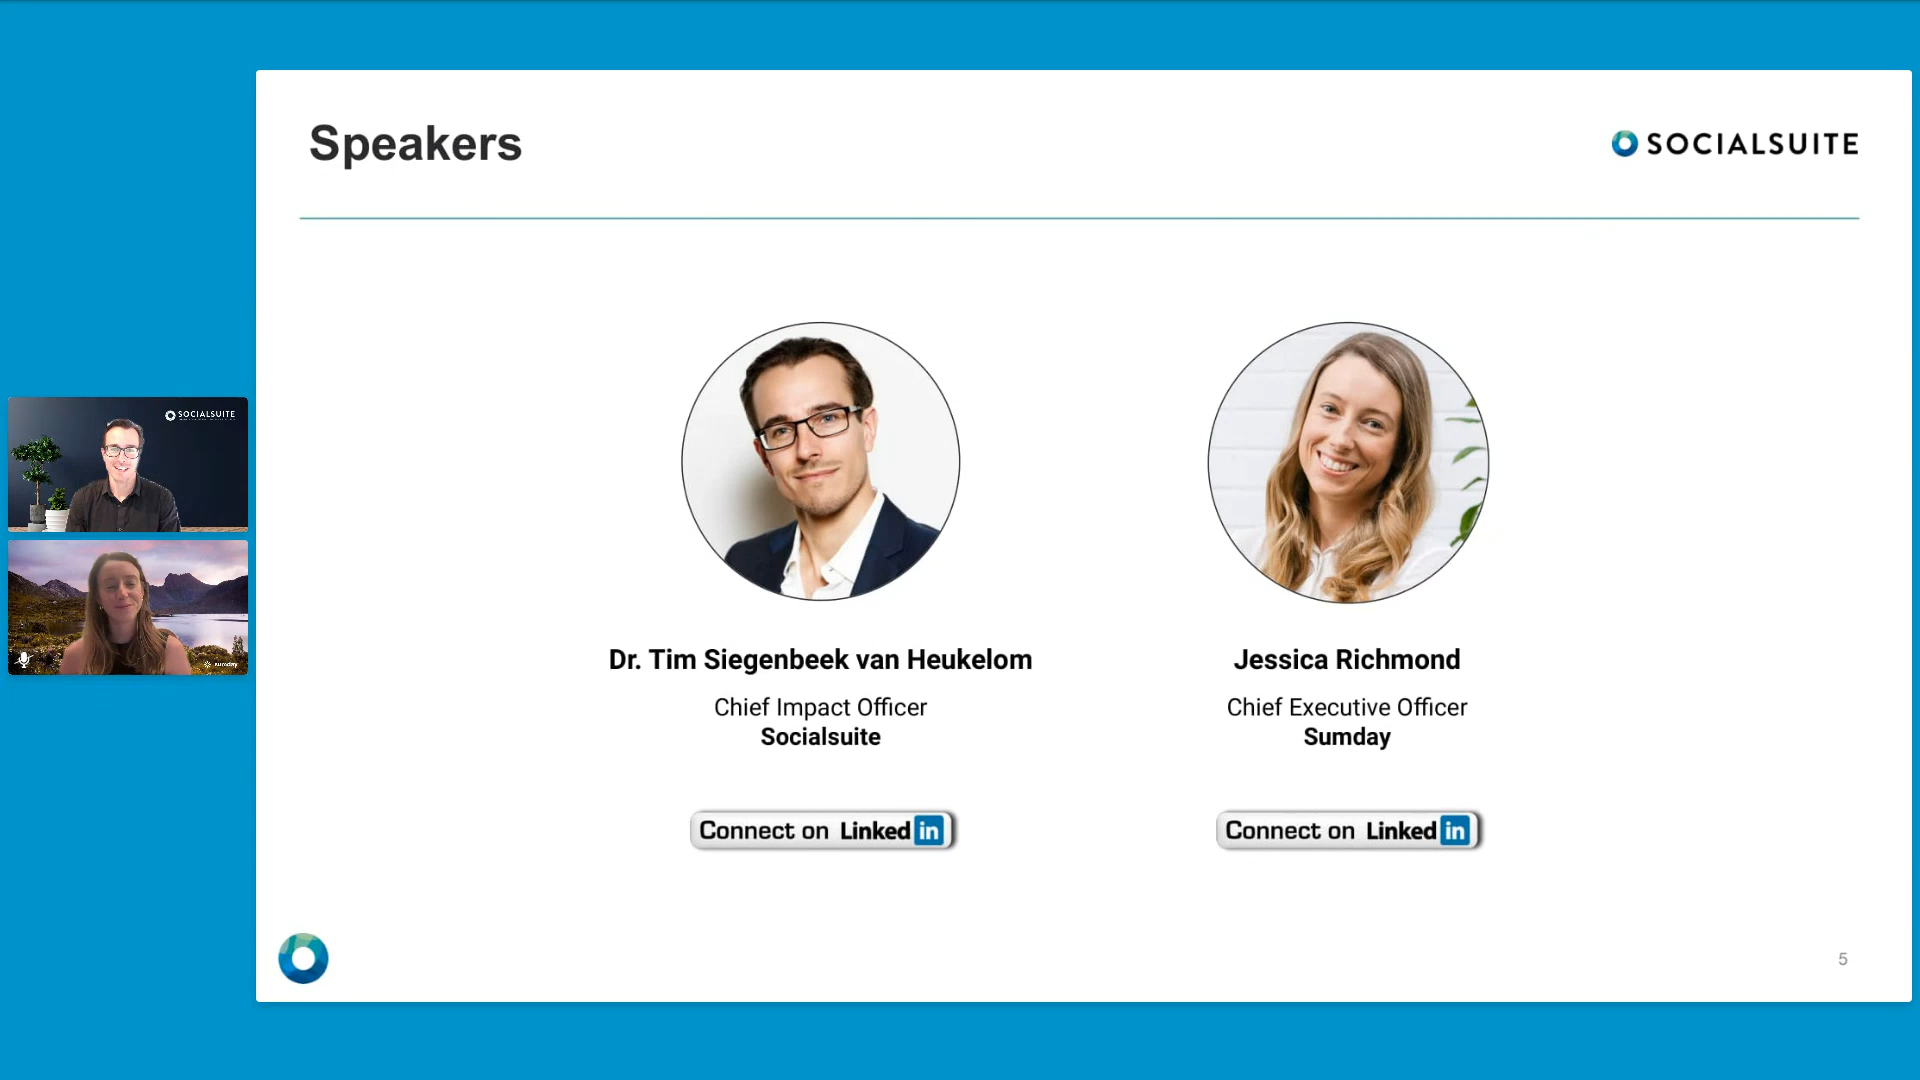 Speakers
SOCIALSUITE
SOCIALSUITE
sumday
Dr. Tim Siegenbeek van Heukelom
Chief Impact Officer
Socialsuite
Connect on Linked in
Jessica Richmond
Chief Executive Officer
Sumday
Connect on Linked in
5